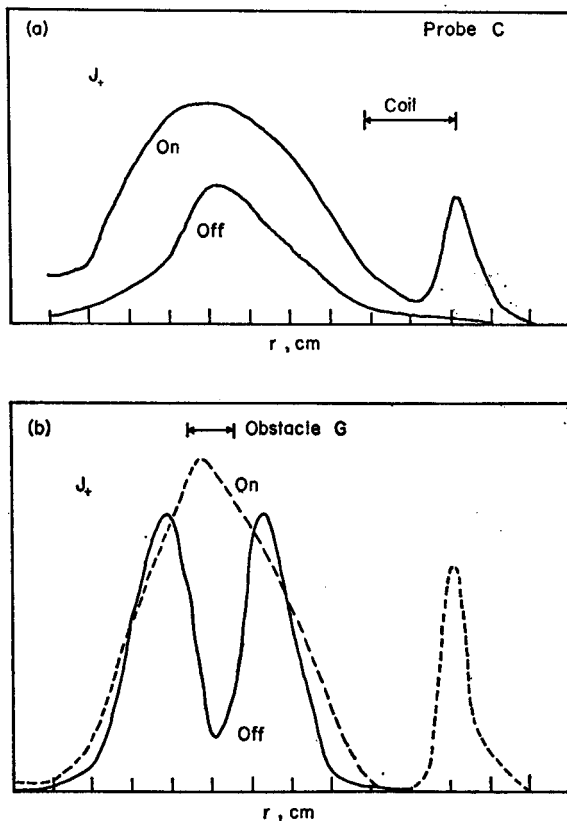 (a)
Probe C
J+
Coil
On
Off
r, cm
(b)
Obstacle G
J+
On
Off
r, cm